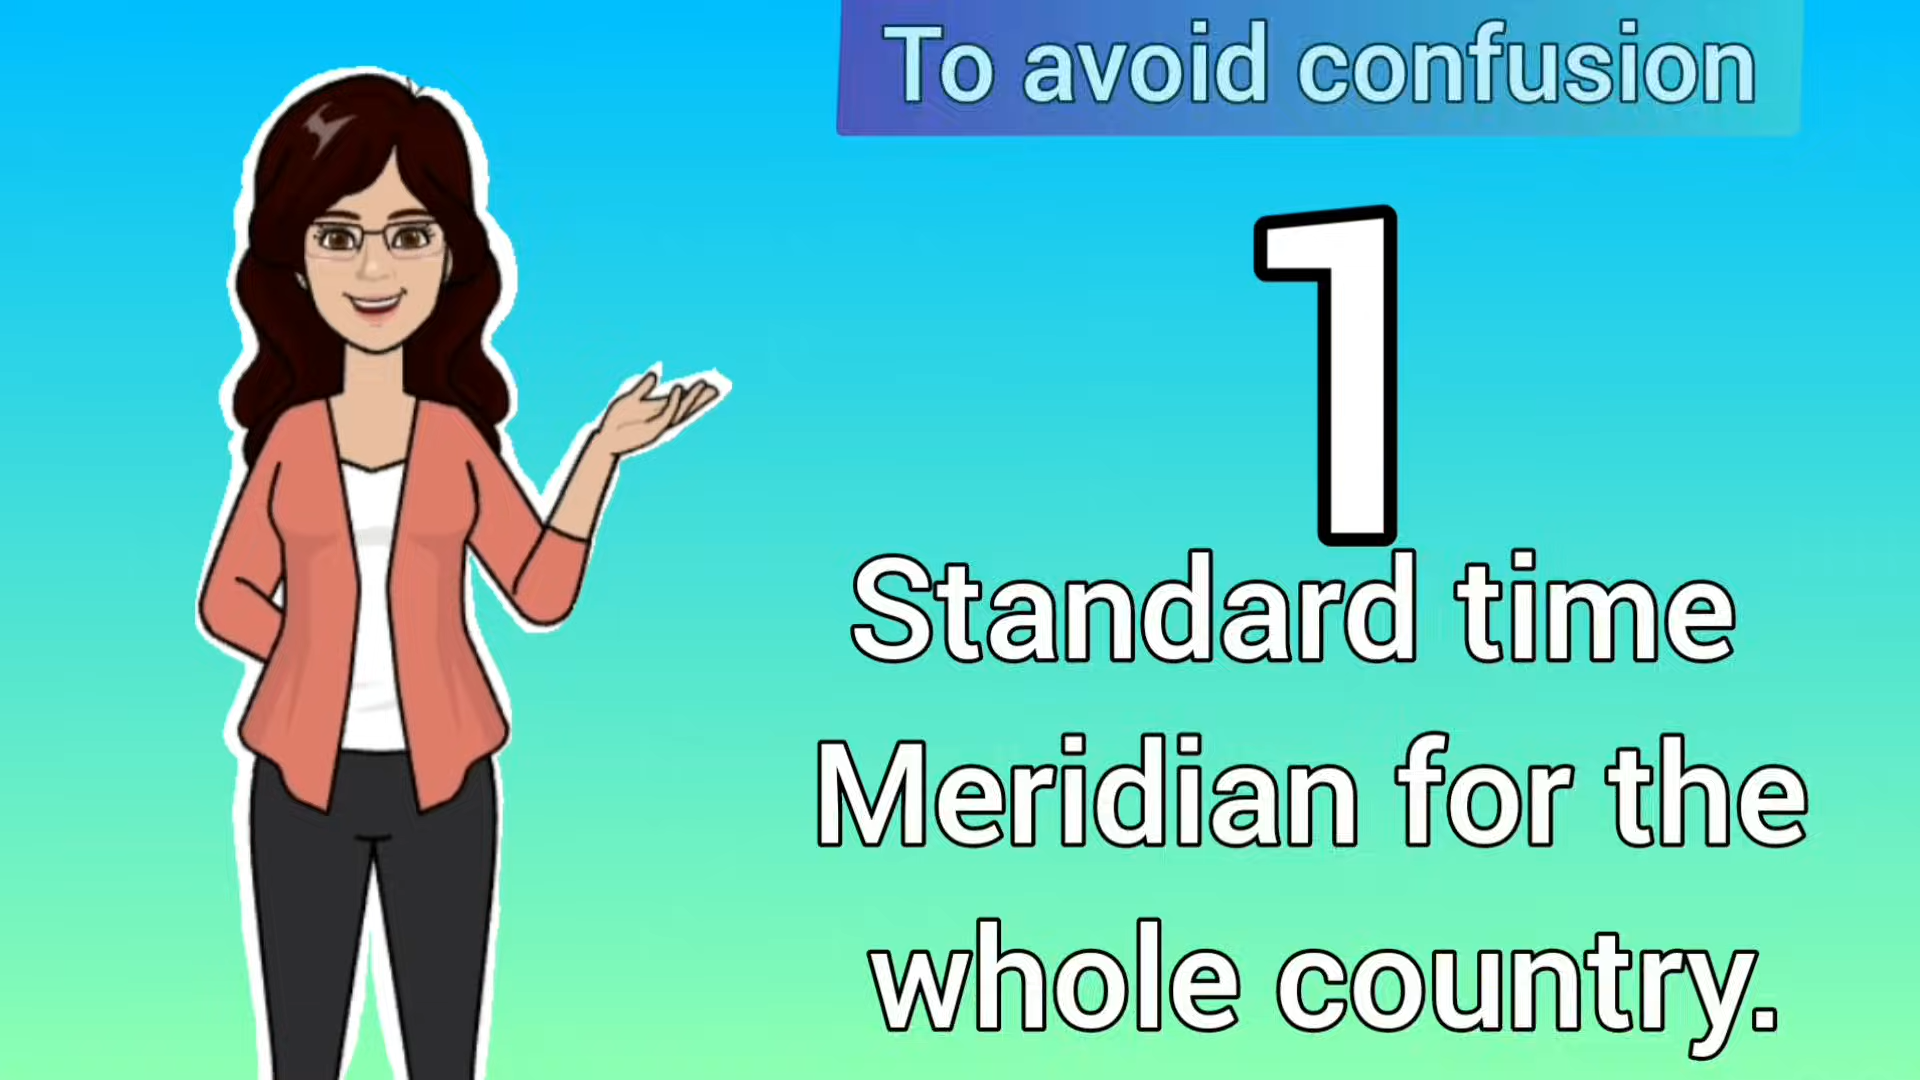 To avoid confusion
1
Standard time
Meridian for the
whole country.